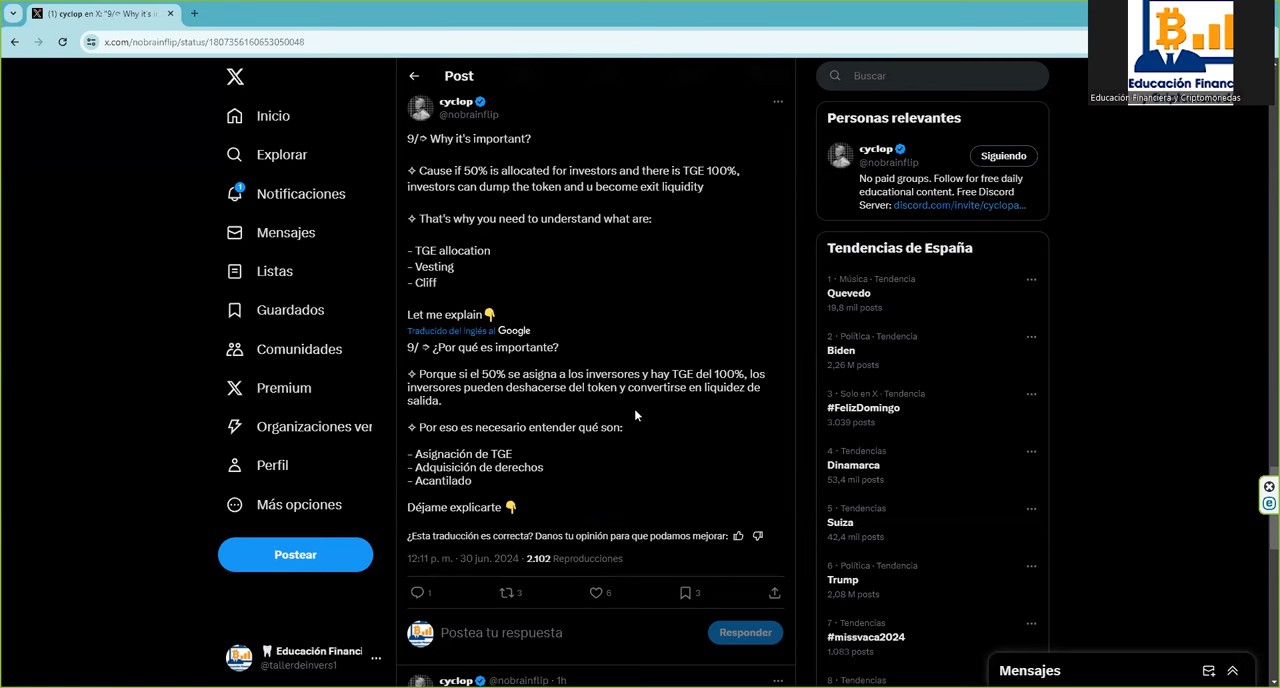 (1) cyclop en X: "9/➮ Why it's i
x.com/nobrainflip/status/1807356160653050048
Educación Financ
Educación Financiera y Criptomonedas
Inicio
Explorar
1
Notificaciones
Mensajes
Listas
Guardados
Comunidades
Premium
Organizaciones ver
Perfil
Más opciones
Postear
Educación Financi
@tallerdeinvers1
Post
cyclop
@nobrainflip
9/➮ Why it's important?
✧ Cause if 50% is allocated for investors and there is TGE 100%,
investors can dump the token and u become exit liquidity
✧ That's why you need to understand what are:
- TGE allocation
- Vesting
- Cliff
Let me explain👇
Traducido del Inglés al Google
9/ ➮ ¿Por qué es importante?
✧ Porque si el 50% se asigna a los inversores y hay TGE del 100%, los
inversores pueden deshacerse del token y convertirse en liquidez de
salida.
✧ Por eso es necesario entender qué son:
- Asignación de TGE
- Adquisición de derechos
- Acantilado
Déjame explicarte 👇
¿Esta traducción es correcta? Danos tu opinión para que podamos mejorar:
12:11 p. m. · 30 jun. 2024 · 2.102 Reproducciones
1 3 6 3
Postea tu respuesta
Responder
cyclop @nobrainflip · 1h
Buscar
Personas relevantes
cyclop
@nobrainflip
Siguiendo
No paid groups. Follow for free daily
educational content. Free Discord
Server: discord.com/invite/cyclopa...
Tendencias de España
1 · Música · Tendencia
Quevedo
19,8 mil posts
2 · Política · Tendencia
Biden
2,26 M posts
3 · Solo en X · Tendencia
#FelizDomingo
3.039 posts
4 · Tendencias
Dinamarca
53,4 mil posts
5 · Tendencias
Suiza
42,4 mil posts
6 · Política · Tendencia
Trump
2,08 M posts
7 · Tendencias
#missvaca2024
1.083 posts
8 · Tendencias
Mensajes